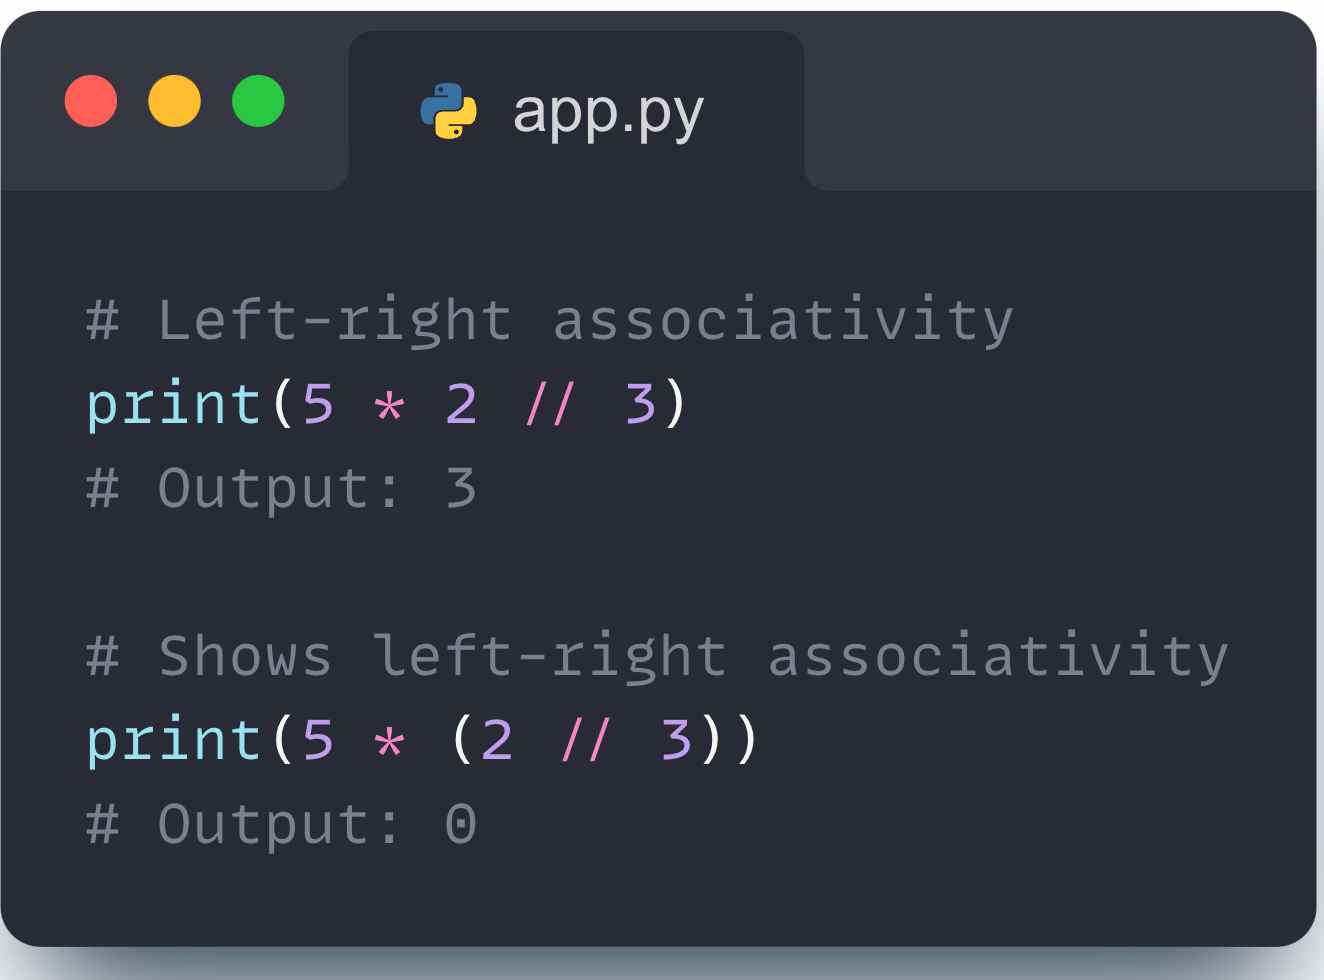 app.py
# Left-right associativity
print(5 * 2 // 3)
# Output: 3
# Shows left-right associativity
print(5 * (2 // 3))
# Output: 0